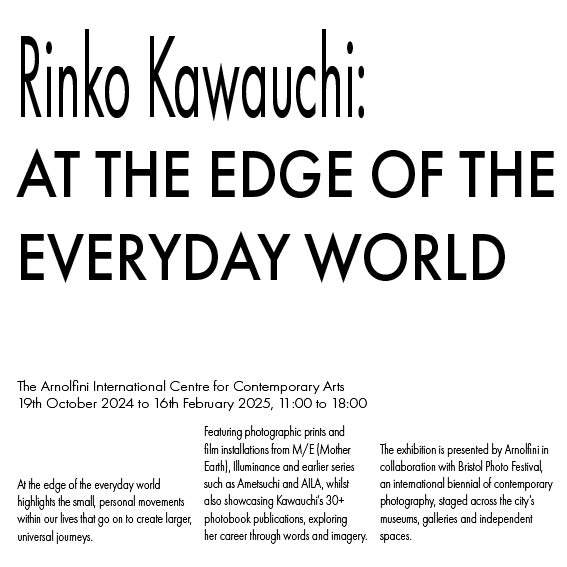 Rinko Kawauchi:
AT THE EDGE OF THE
EVERYDAY WORLD
The Arnolfini International Centre for Contemporary Arts
19th October 2024 to 16th February 2025, 11:00 to 18:00
At the edge of the everyday world
highlights the small, personal movements
within our lives that go on to create larger,
universal journeys.
Featuring photographic prints and
film installations from M/E (Mother
Earth), Illuminance and earlier series
such as Ametsuchi and AILA, whilst
also showcasing Kawauchi's 30+
photobook publications, exploring
her career through words and imagery.
The exhibition is presented by Arnolfini in
collaboration with Bristol Photo Festival,
an international biennial of contemporary
photography, staged across the city's
museums, galleries and independent
spaces.